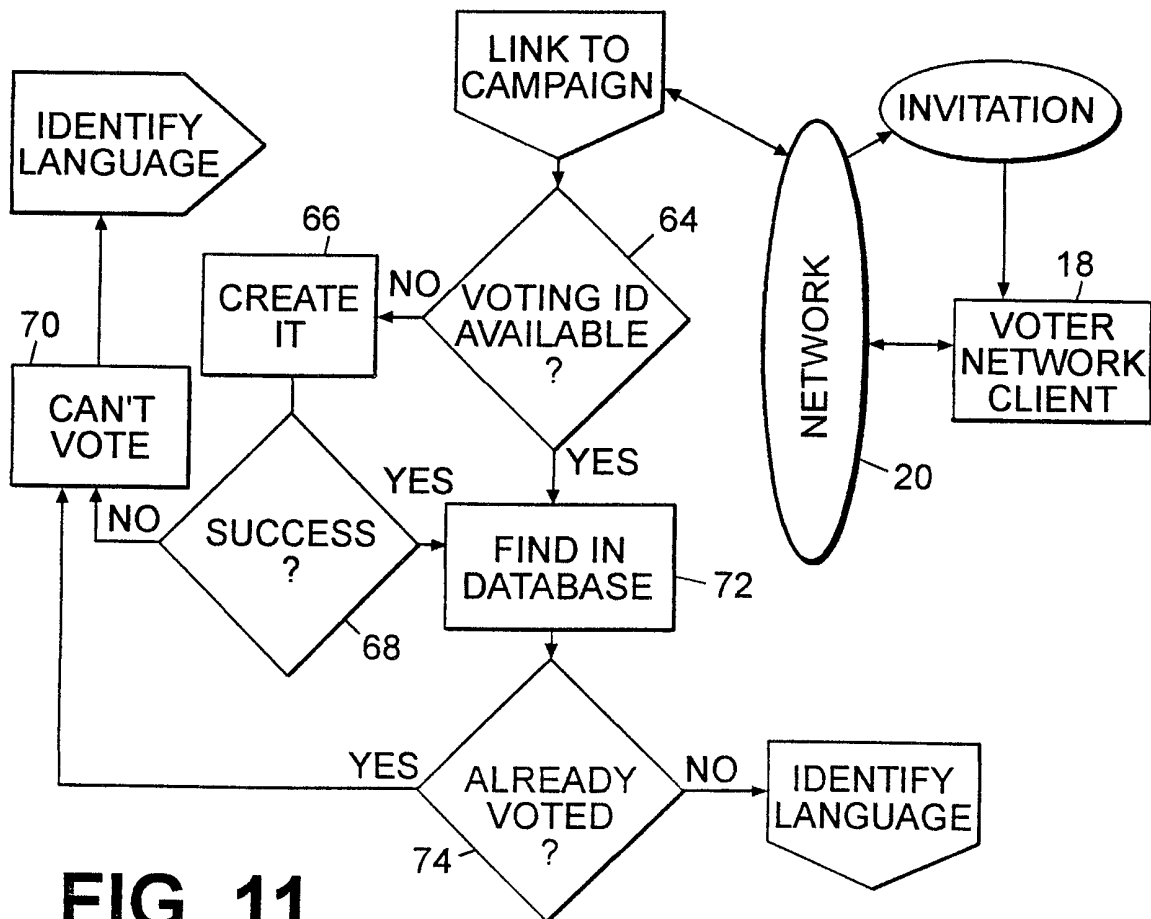 LINK TO
CAMPAIGN
IDENTIFY
LANGUAGE
INVITATION
66
64
18
CREATE
IT
NO
VOTING ID
AVAILABLE
?
NETWORK
VOTER
NETWORK
CLIENT
70
CAN'T
VOTE
YES
20
NO
SUCCESS
?
YES
FIND IN
DATABASE
72
68
YES
ALREADY
VOTED
?
NO
IDENTIFY
LANGUAGE
74
FIG. 11